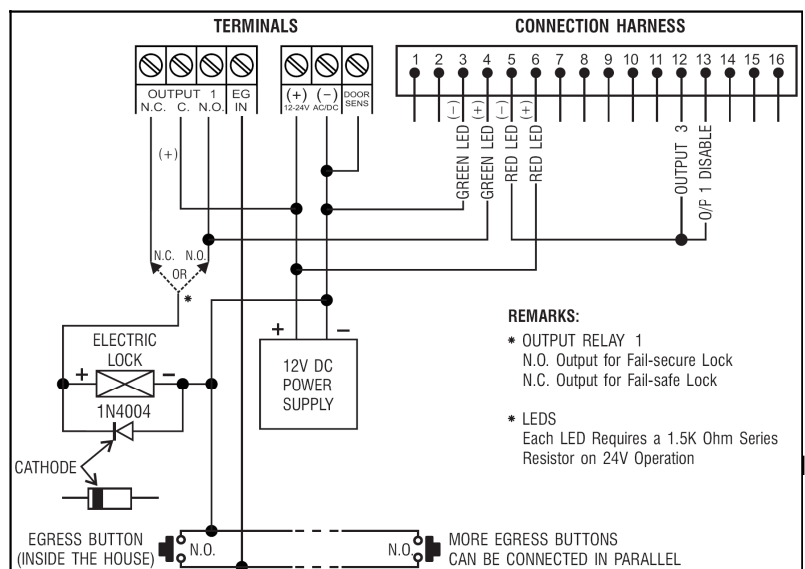 TERMINALS
CONNECTION HARNESS
1 2 3 4 5 6 7 8 9 10 11 12 13 14 15 16
OUTPUT 1
N.C. C. N.O.
EG
IN
(+) (−)
12-24V AC/DC
DOOR
SENS
(+)
(−)
(+)
(−)
(+)
GREEN LED
GREEN LED
RED LED
RED LED
OUTPUT 3
O/P 1 DISABLE
N.C. N.O.
OR
*
ELECTRIC
LOCK
+ −
1N4004
CATHODE
+ −
12V DC
POWER
SUPPLY
REMARKS:
* OUTPUT RELAY 1
N.O. Output for Fail-secure Lock
N.C. Output for Fail-safe Lock
* LEDS
Each LED Requires a 1.5K Ohm Series
Resistor on 24V Operation
EGRESS BUTTON
(INSIDE THE HOUSE)
N.O.
N.O.
MORE EGRESS BUTTONS
CAN BE CONNECTED IN PARALLEL